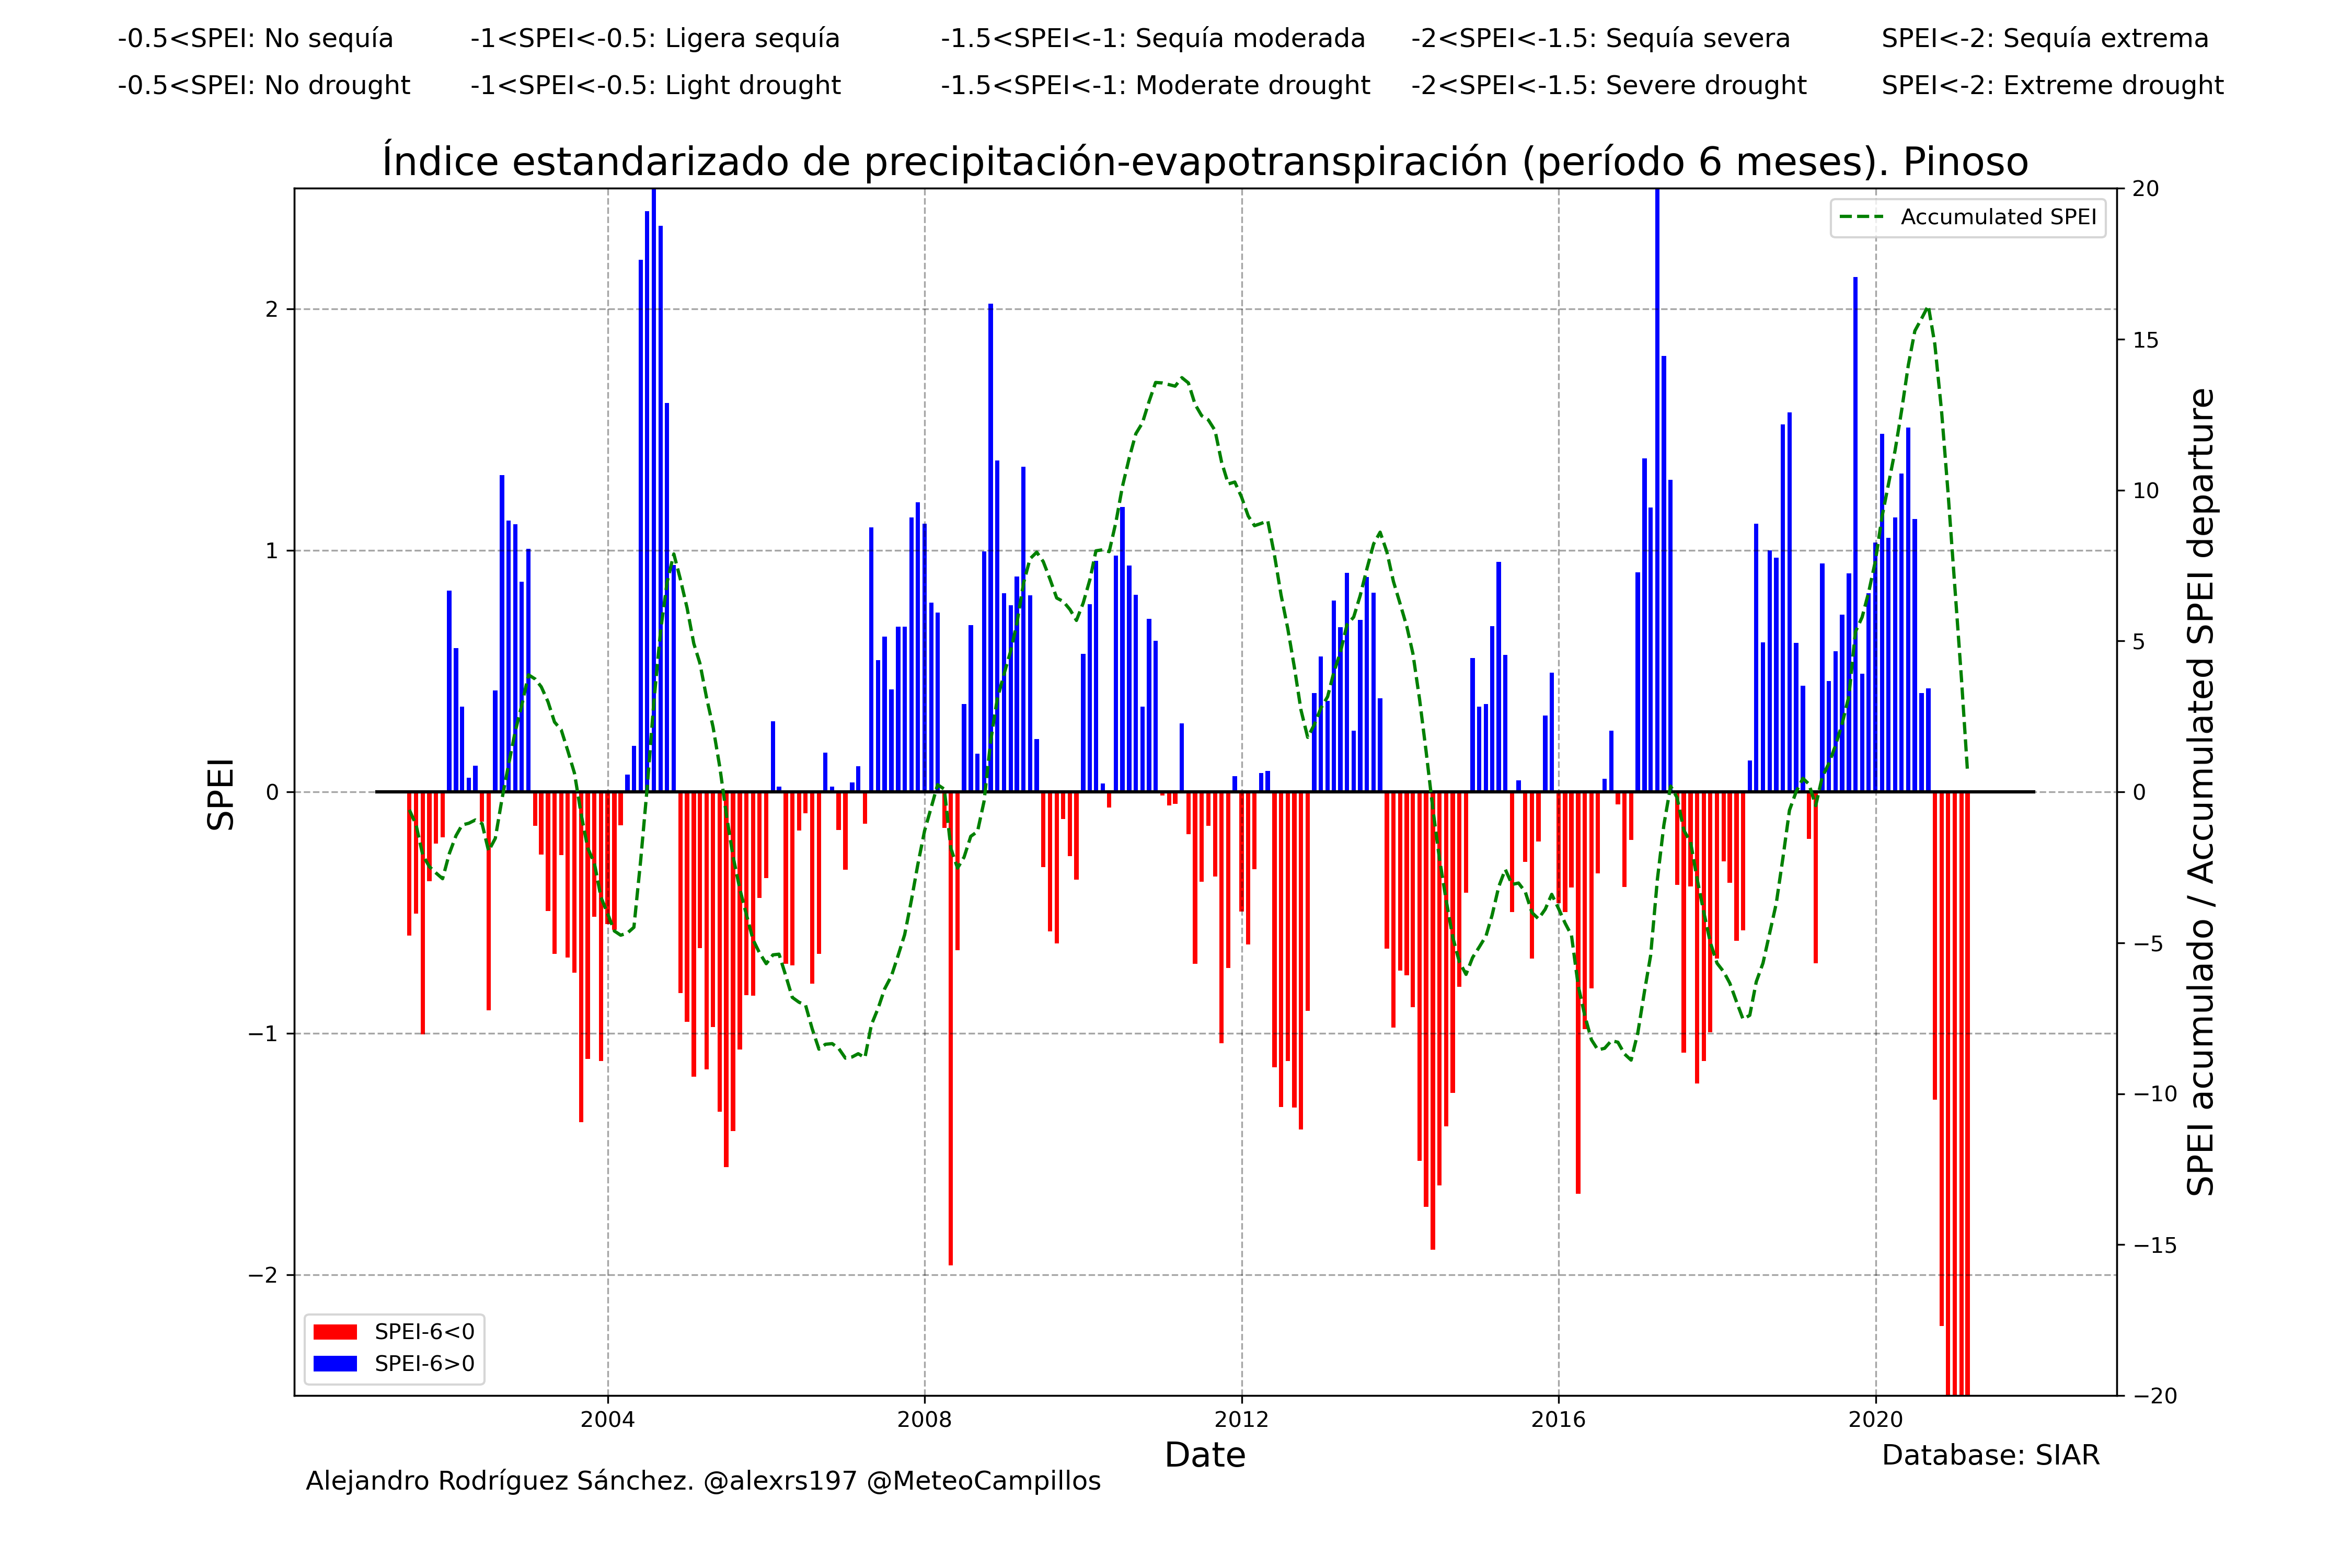 -0.5<SPEI: No sequía -1<SPEI<-0.5: Ligera sequía -1.5<SPEI<-1: Sequía moderada -2<SPEI<-1.5: Sequía severa SPEI<-2: Sequía extrema
-0.5<SPEI: No drought -1<SPEI<-0.5: Light drought -1.5<SPEI<-1: Moderate drought -2<SPEI<-1.5: Severe drought SPEI<-2: Extreme drought
Índice estandarizado de precipitación-evapotranspiración (período 6 meses). Pinoso
Accumulated SPEI
SPEI
2
1
0
−1
−2
20
15
10
5
0
−5
−10
−15
−20
SPEI acumulado / Accumulated SPEI departure
SPEI-6<0
SPEI-6>0
2004 2008 2012 2016 2020
Date
Database: SIAR
Alejandro Rodríguez Sánchez. @alexrs197 @MeteoCampillos